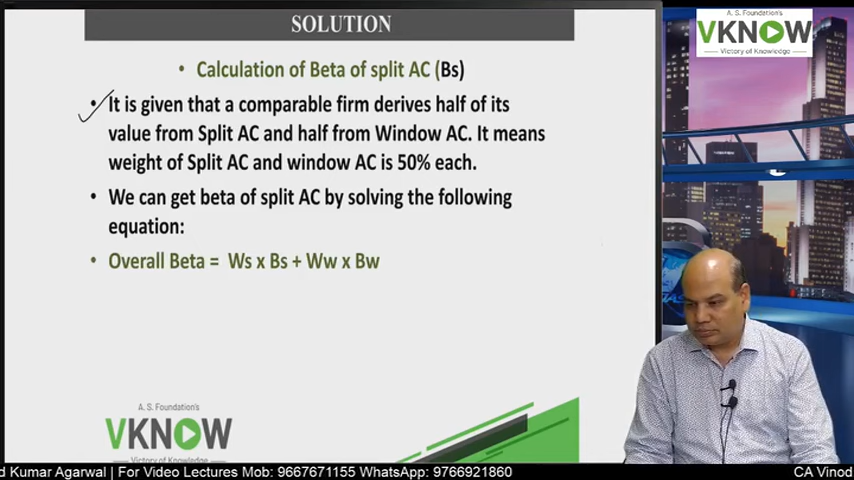 SOLUTION
A. S. Foundation's
VKNOW
Victory of Knowledge
• Calculation of Beta of split AC (Bs)
• It is given that a comparable firm derives half of its
value from Split AC and half from Window AC. It means
weight of Split AC and window AC is 50% each.
• We can get beta of split AC by solving the following
equation:
• Overall Beta = Ws x Bs + Ww x Bw
A. S. Foundation's
VKNOW
Victory of Knowledge
d Kumar Agarwal | For Video Lectures Mob: 9667671155 WhatsApp: 9766921860
CA Vinod